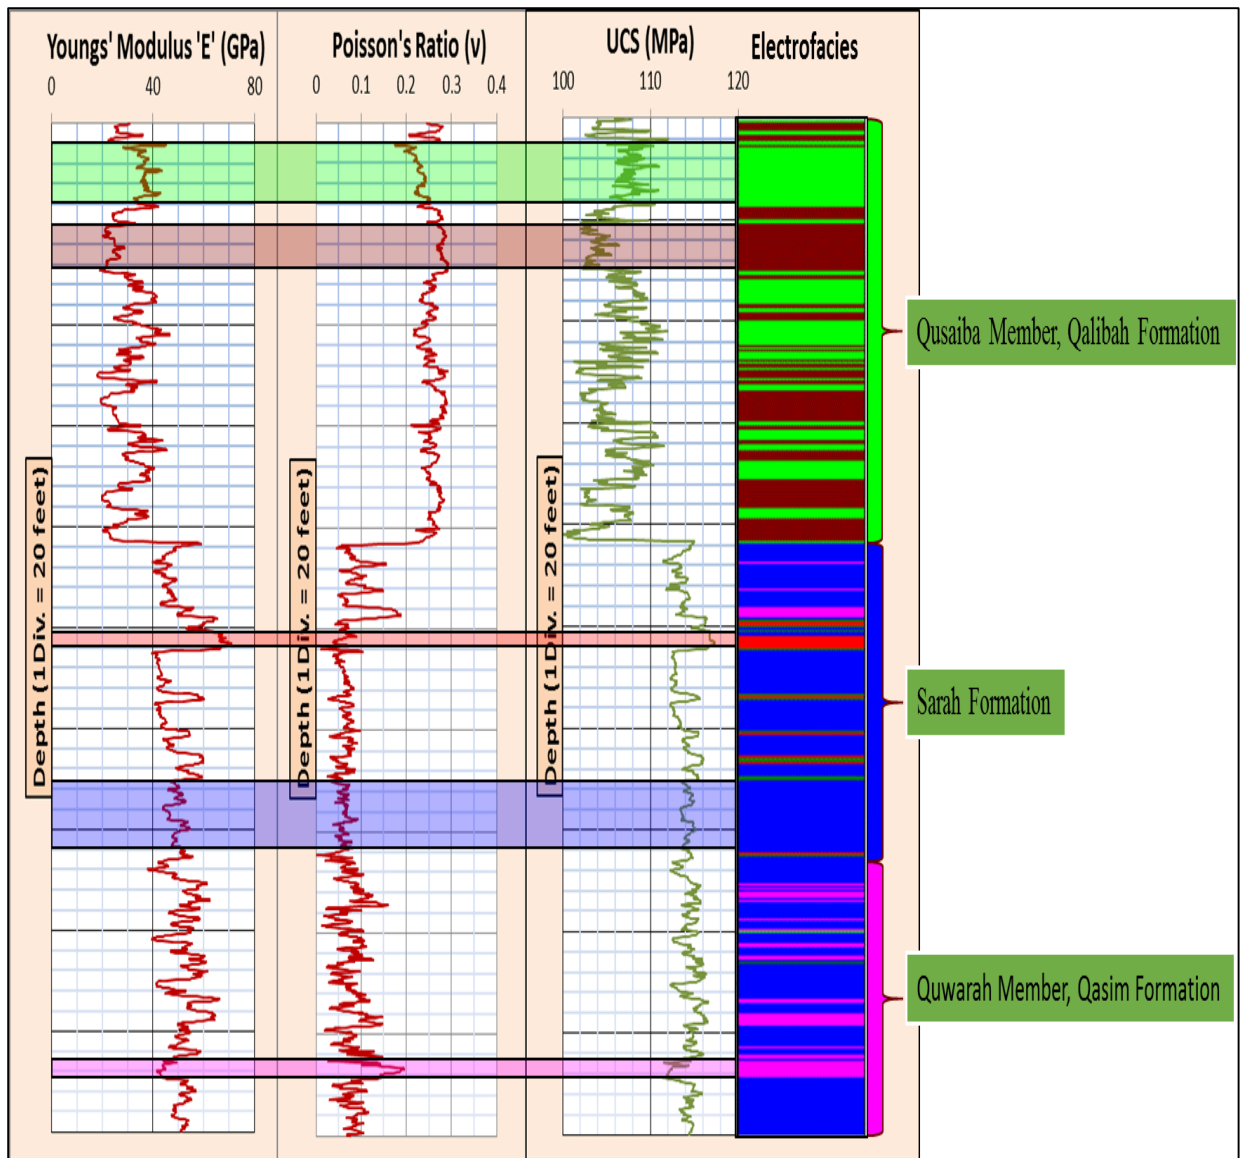 Youngs' Modulus 'E' (GPa)
0 40 80
Poisson's Ratio (ν)
0 0.1 0.2 0.3 0.4
UCS (MPa)
100 110 120
Electrofacies
Depth (1Div. = 20 feet)
Depth (1Div. = 20 feet)
Depth (1Div. = 20 feet)
Qusaiba Member, Qalibah Formation
Sarah Formation
Quwarah Member, Qasim Formation